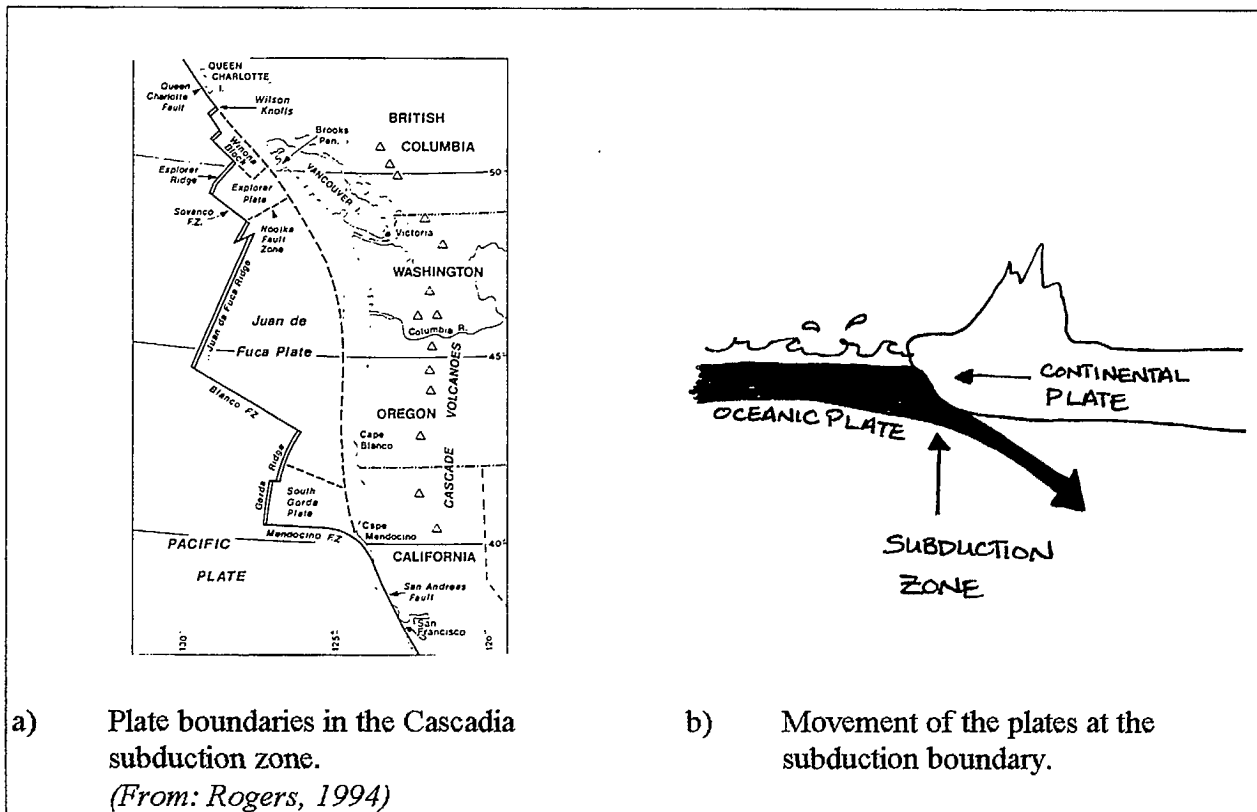 QUEEN
CHARLOTTE
I.
Queen
Charlotte
Fault
Wilson
Knolls
BRITISH
COLUMBIA
Brooks
Pen.
Winona
Block
Explorer
Ridge
Explorer
Plate
VANCOUVER I.
50°
Sovanco
F.Z.
Nootka
Fault
Zone
Victoria
WASHINGTON
Juan de Fuca Ridge
Juan de
Fuca Plate
Columbia R.
45°
Blanco FZ
OREGON
CASCADE VOLCANOES
Cape
Blanco
Gorda Ridge
South
Gorda
Plate
Cape
Mendocino
Mendocino F.Z
40°
PACIFIC
PLATE
CALIFORNIA
San Andreas
Fault
San
Francisco
130°
125°
120°
CONTINENTAL
PLATE
OCEANIC PLATE
SUBDUCTION
ZONE
a) Plate boundaries in the Cascadia
subduction zone.
(From: Rogers, 1994)
b) Movement of the plates at the
subduction boundary.